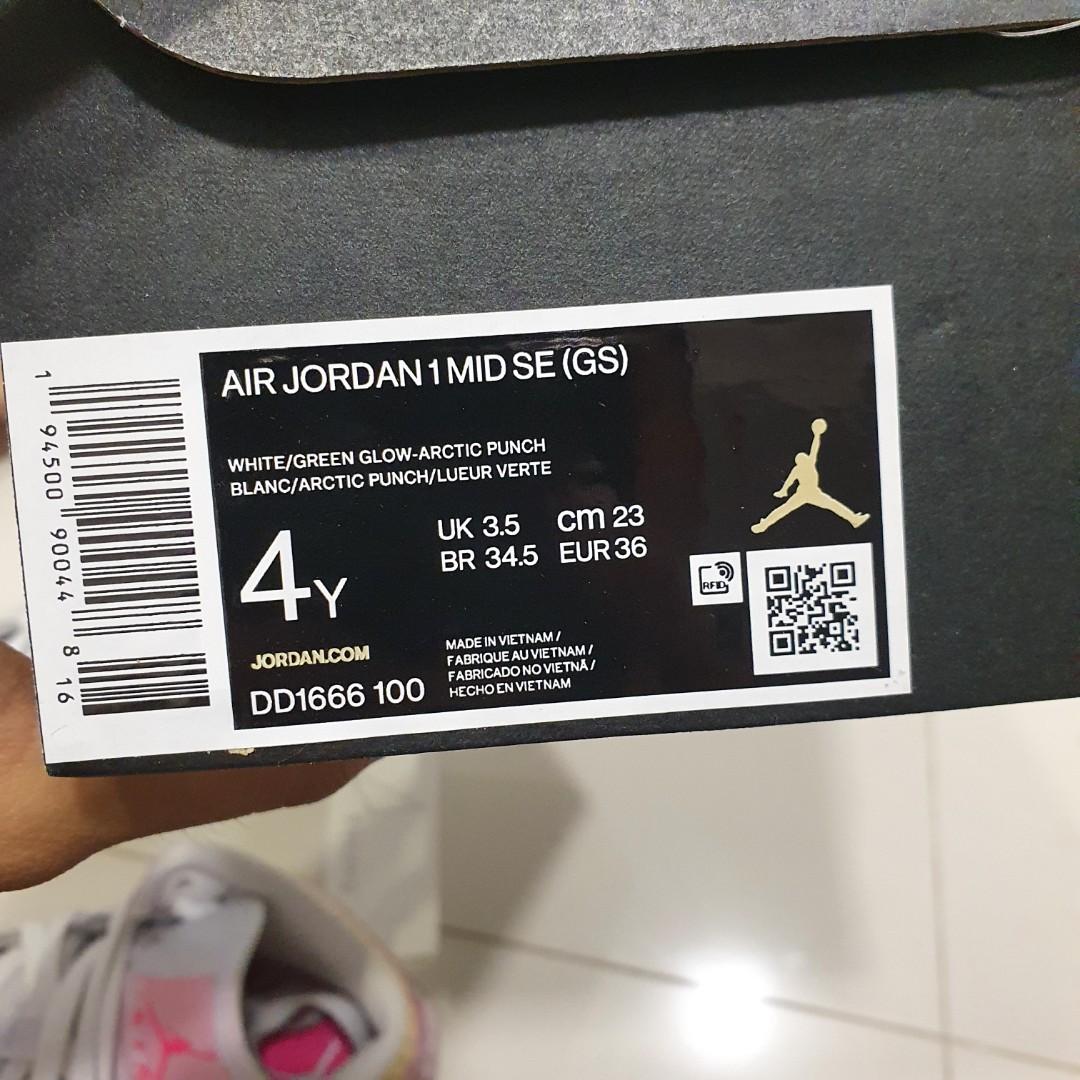 AIR JORDAN 1 MID SE (GS)
WHITE/GREEN GLOW-ARCTIC PUNCH
BLANC/ARCTIC PUNCH/LUEUR VERTE
4Y
UK 3.5 cm 23
BR 34.5 EUR 36
RFID
JORDAN.COM
DD1666 100
MADE IN VIETNAM /
FABRIQUE AU VIETNAM /
FABRICADO NO VIETNÃ /
HECHO EN VIETNAM
1 94500 90044 8 16